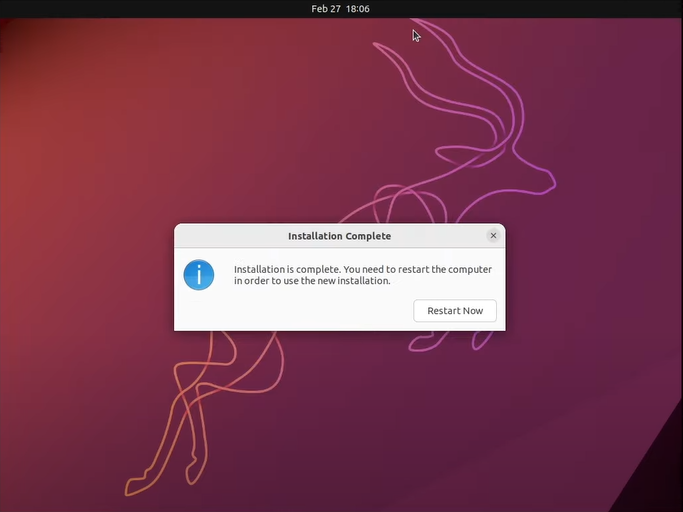 Feb 27 18:06
Installation Complete
Installation is complete. You need to restart the computer
in order to use the new installation.
Restart Now